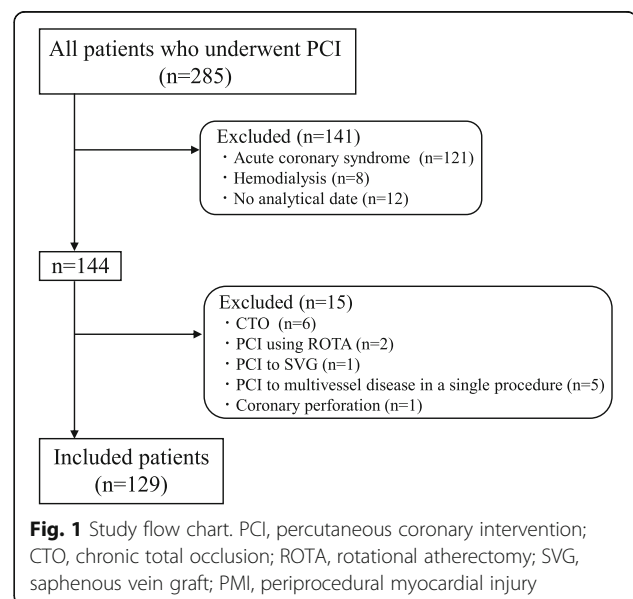 All patients who underwent PCI
(n=285)
Excluded (n=141)
・Acute coronary syndrome (n=121)
・Hemodialysis (n=8)
・No analytical date (n=12)
n=144
Excluded (n=15)
・CTO (n=6)
・PCI using ROTA (n=2)
・PCI to SVG (n=1)
・PCI to multivessel disease in a single procedure (n=5)
・Coronary perforation (n=1)
Included patients
(n=129)
Fig. 1 Study flow chart. PCI, percutaneous coronary intervention;
CTO, chronic total occlusion; ROTA, rotational atherectomy; SVG,
saphenous vein graft; PMI, periprocedural myocardial injury